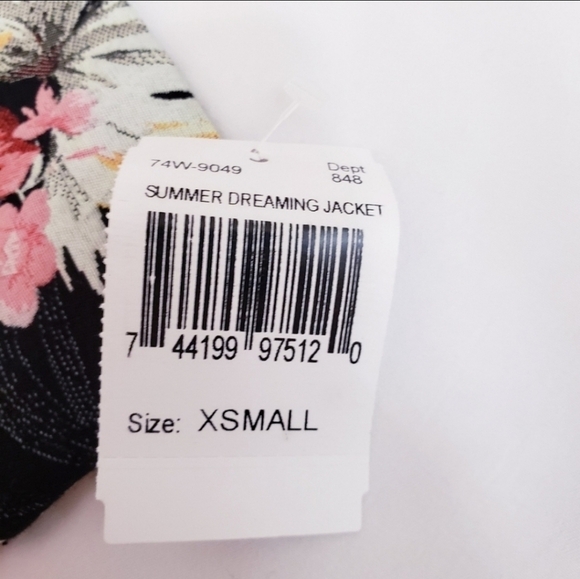 74W-9049 Dept
848
SUMMER DREAMING JACKET
7 44199 97512 0
Size: XSMALL